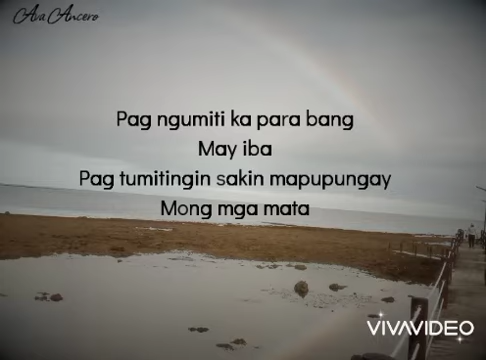 Ava Ancero
Pag ngumiti ka para bang
May iba
Pag tumitingin sakin mapupungay
Mong mga mata
VIVAVIDEO